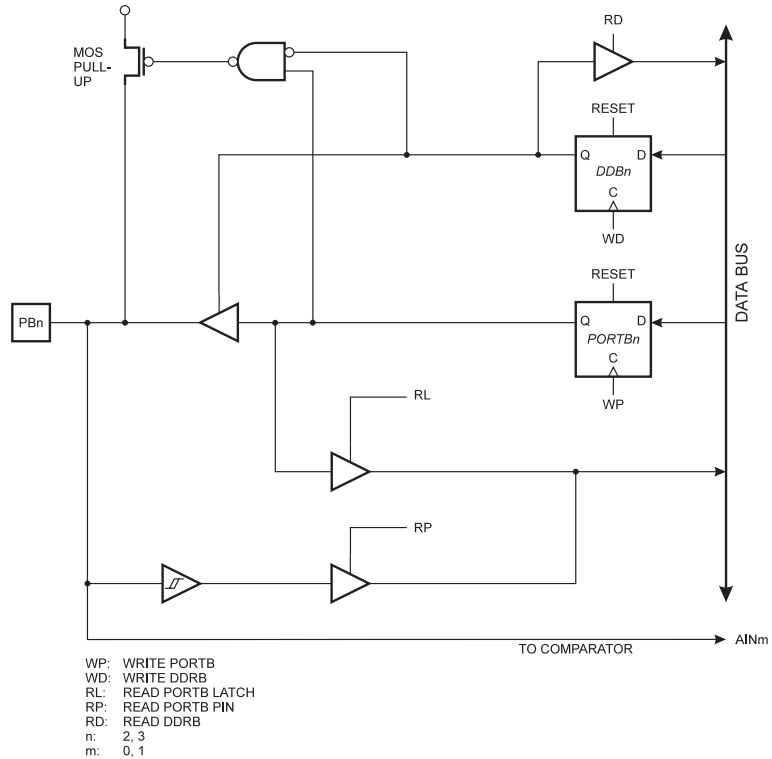 RD
MOS
PULL-
UP
RESET
Q
D
DDBn
C
WD
DATA BUS
RESET
PBn
Q
D
PORTBn
C
WP
RL
RP
TO COMPARATOR
AINm
WP: WRITE PORTB
WD: WRITE DDRB
RL: READ PORTB LATCH
RP: READ PORTB PIN
RD: READ DDRB
n: 2, 3
m: 0, 1